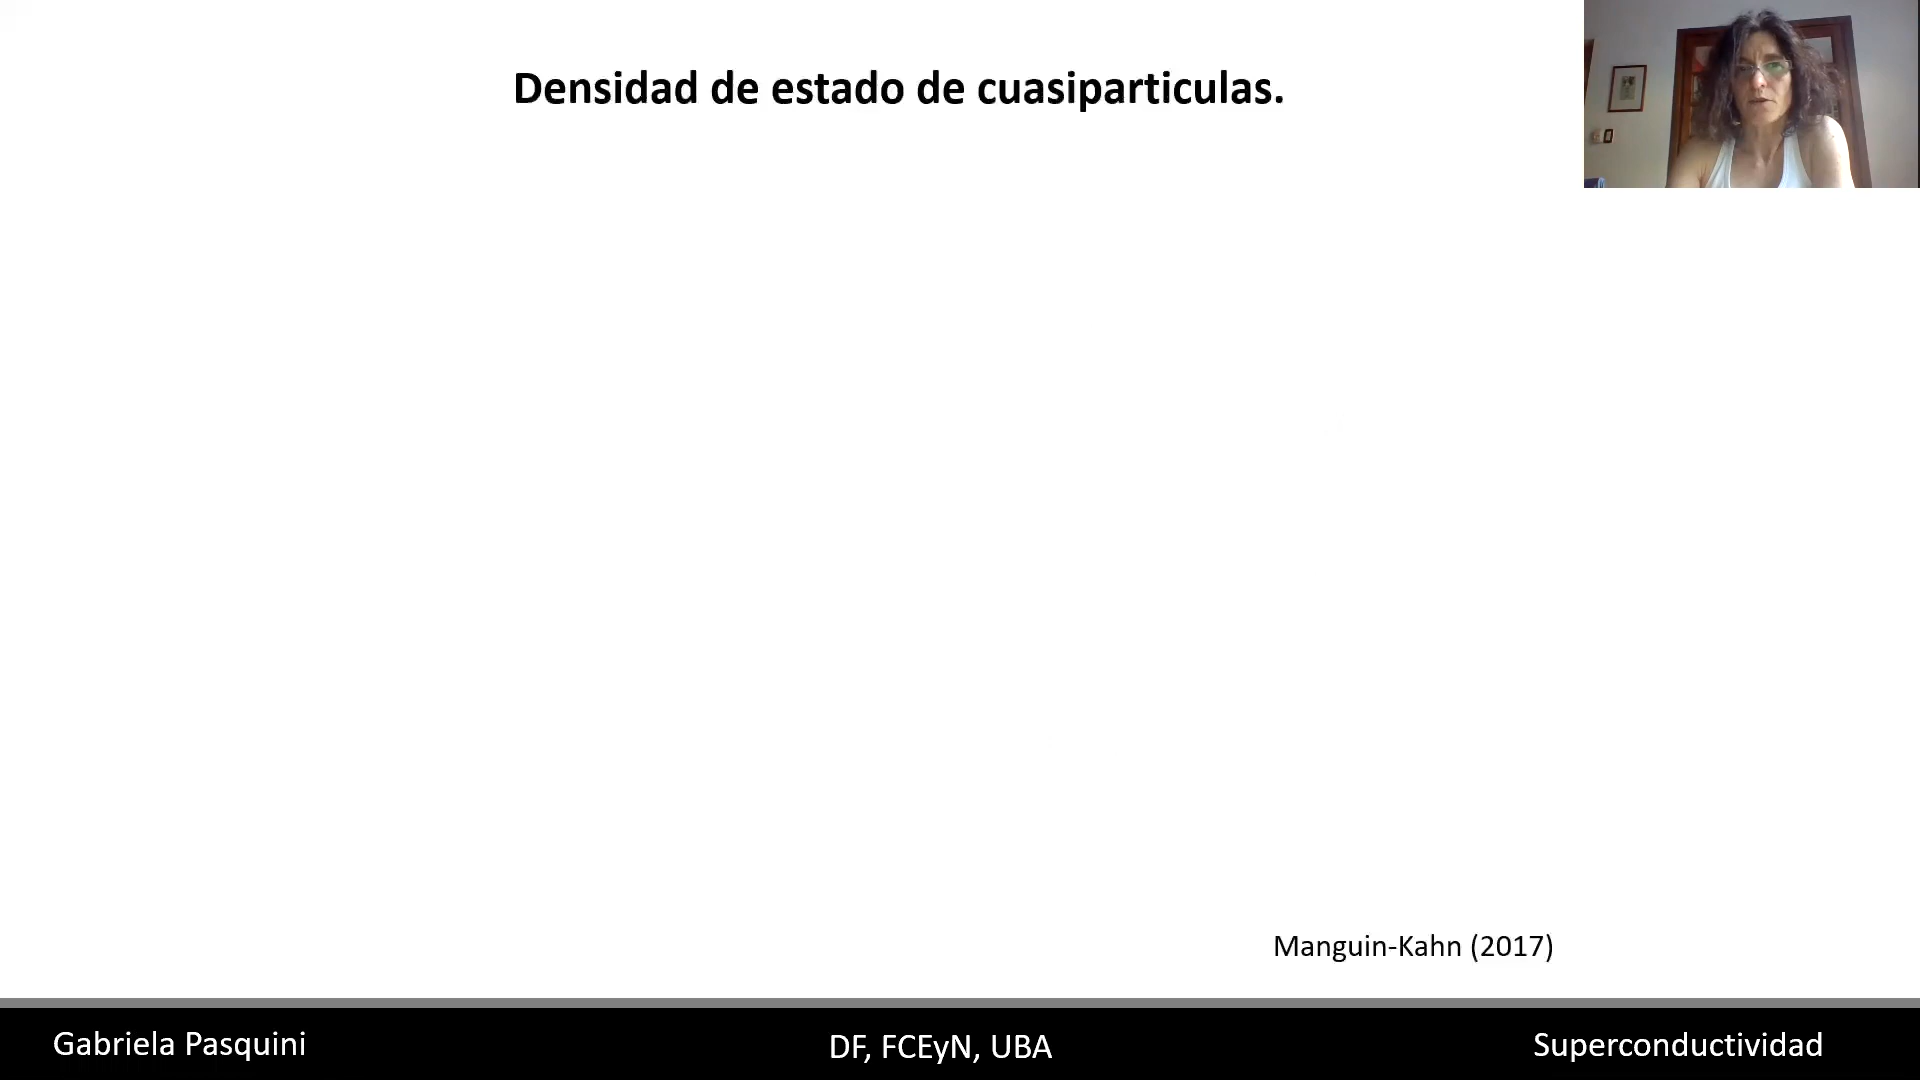 Densidad de estado de cuasiparticulas.
Manguin-Kahn (2017)
Gabriela Pasquini
DF, FCEyN, UBA
Superconductividad